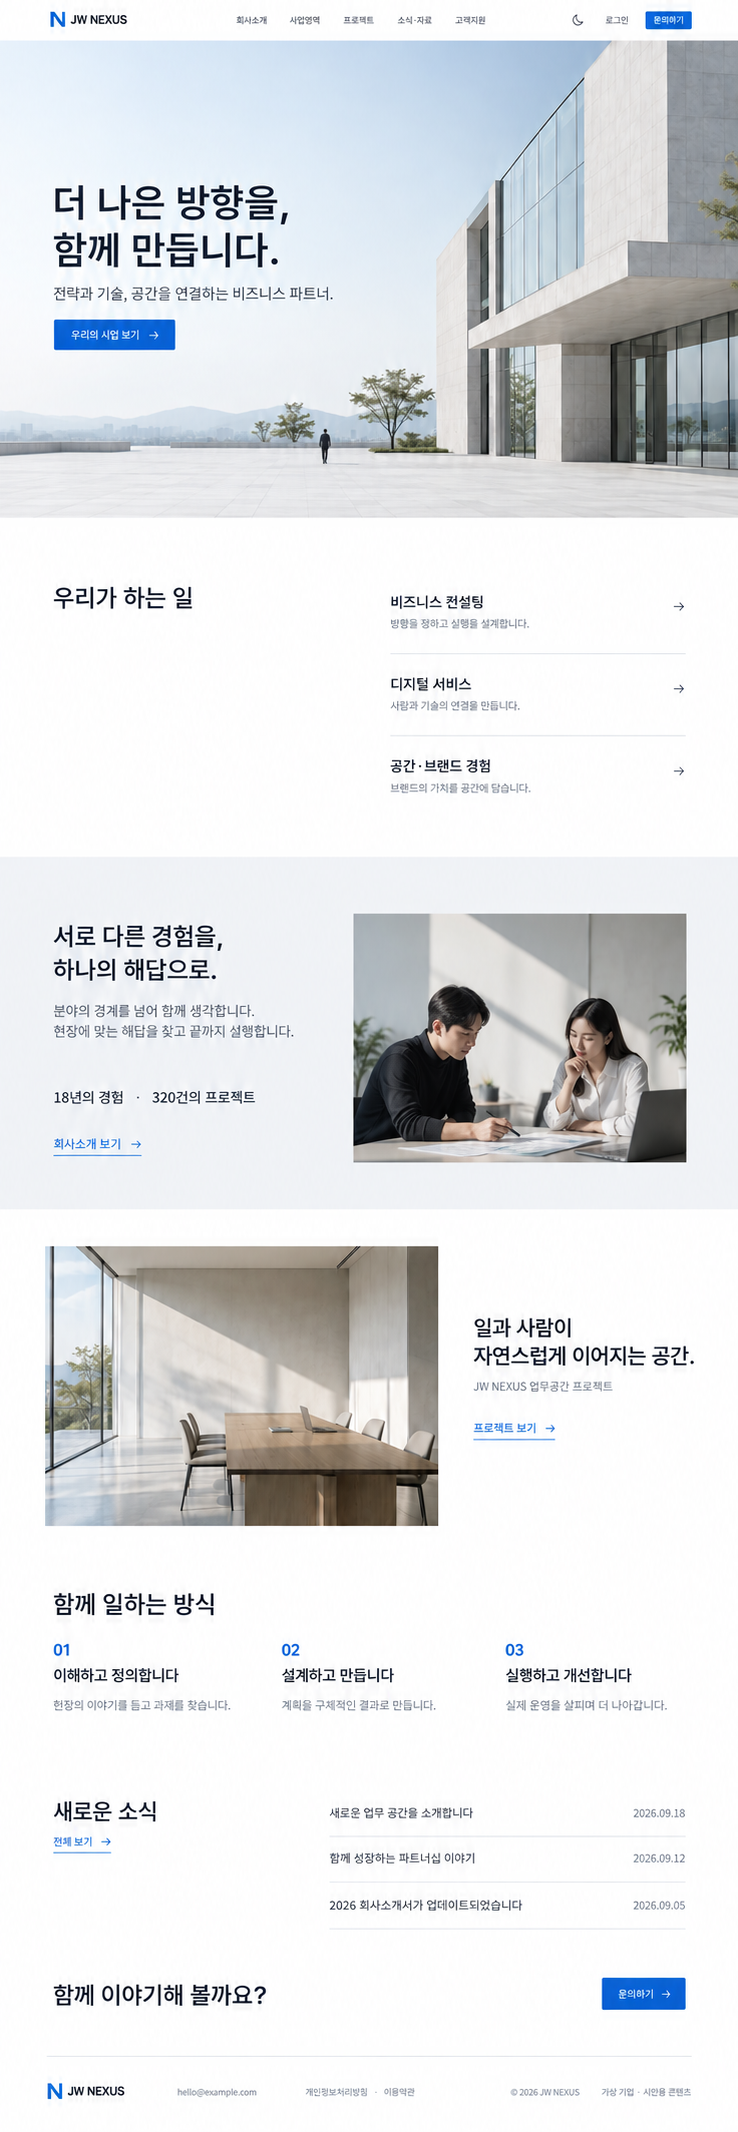 JW NEXUS
회사소개
사업영역
프로젝트
소식·자료
고객지원
로그인
문의하기
더 나은 방향을,
함께 만듭니다.
전략과 기술, 공간을 연결하는 비즈니스 파트너.
우리의 사업 보기 →
우리가 하는 일
비즈니스 컨설팅
방향을 정하고 실행을 설계합니다.
디지털 서비스
사람과 기술의 연결을 만듭니다.
공간·브랜드 경험
브랜드의 가치를 공간에 담습니다.
서로 다른 경험을,
하나의 해답으로.
분야의 경계를 넘어 함께 생각합니다.
현장에 맞는 해답을 찾고 끝까지 설행합니다.
18년의 경험 · 320건의 프로젝트
회사소개 보기 →
일과 사람이
자연스럽게 이어지는 공간.
JW NEXUS 업무공간 프로젝트
프로젝트 보기 →
함께 일하는 방식
01
이해하고 정의합니다
현장의 이야기를 듣고 과제를 찾습니다.
02
설계하고 만듭니다
계획을 구체적인 결과로 만듭니다.
03
실행하고 개선합니다
실제 운영을 살피며 더 나아갑니다.
새로운 소식
전체 보기 →
새로운 업무 공간을 소개합니다 2026.09.18
함께 성장하는 파트너십 이야기 2026.09.12
2026 회사소개서가 업데이트되었습니다 2026.09.05
함께 이야기해 볼까요?
문의하기 →
JW NEXUS
hello@example.com
개인정보처리방침 · 이용약관
© 2026 JW NEXUS
가상 기업 · 시안용 콘텐츠